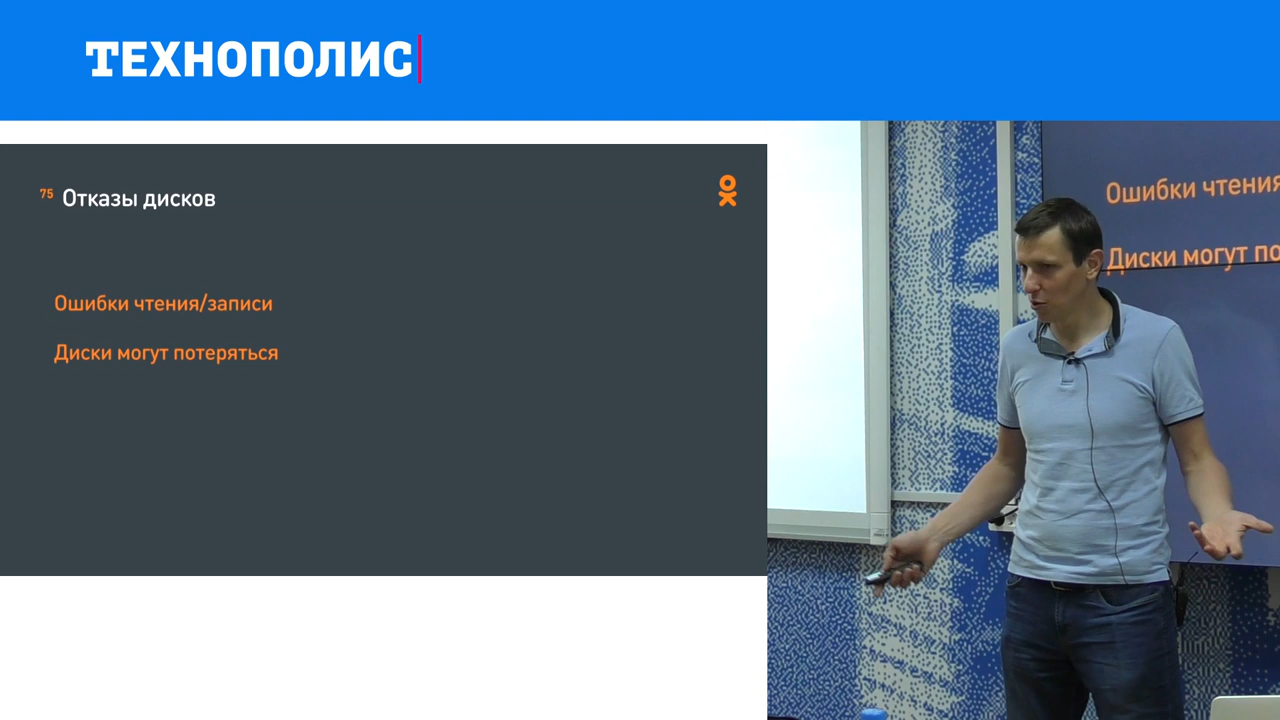 ТЕХНОПОЛИС
75 Отказы дисков
Ошибки чтения/записи
Диски могут потеряться
Ошибки чтения
Диски могут по